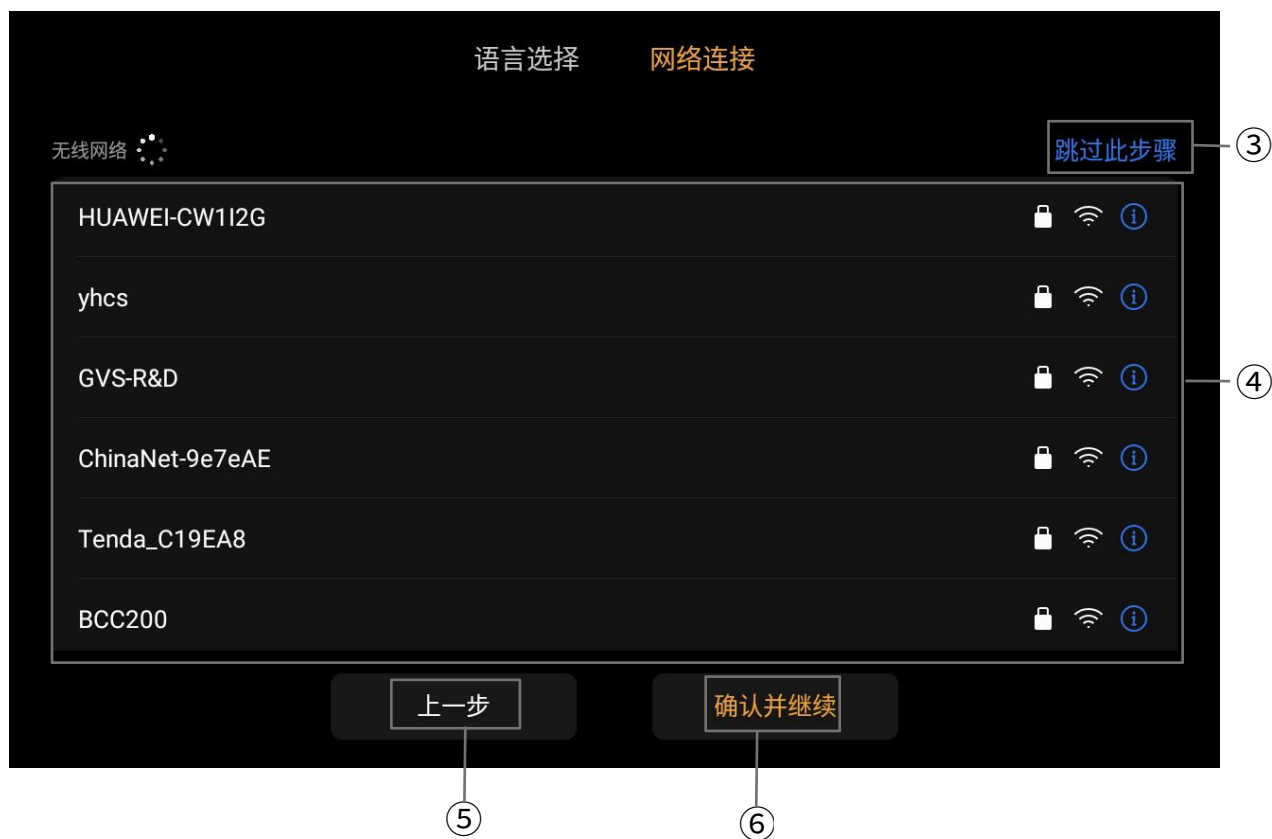 语言选择 网络连接
无线网络 跳过此步骤 ③
HUAWEI-CW1I2G
yhcs
GVS-R&D
④
ChinaNet-9e7eAE
Tenda_C19EA8
BCC200
上一步 确认并继续
⑤ ⑥